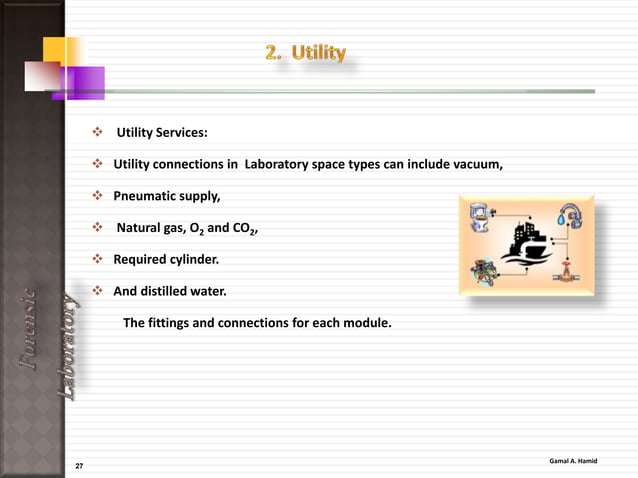 2. Utility
❖ Utility Services:
❖ Utility connections in Laboratory space types can include vacuum,
❖ Pneumatic supply,
❖ Natural gas, O₂ and CO₂,
❖ Required cylinder.
❖ And distilled water.
The fittings and connections for each module.
Forensic
Laboratory
27
Gamal A. Hamid